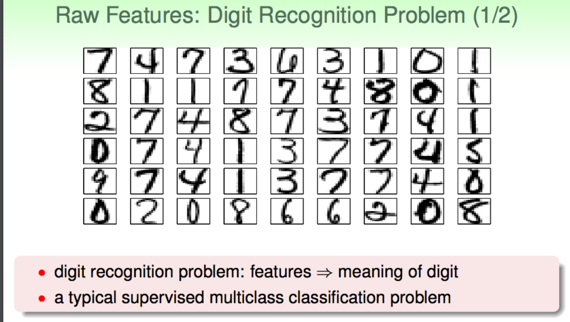 Raw Features: Digit Recognition Problem (1/2)
7 4 7 3 6 3 1 0 1
8 1 1 1 7 4 8 0 1
2 7 4 8 7 3 7 4 1
0 7 4 1 3 7 7 4 5
9 7 4 1 3 7 7 4 0
0 2 0 8 6 6 2 0 8
• digit recognition problem: features ⇒ meaning of digit
• a typical supervised multiclass classification problem